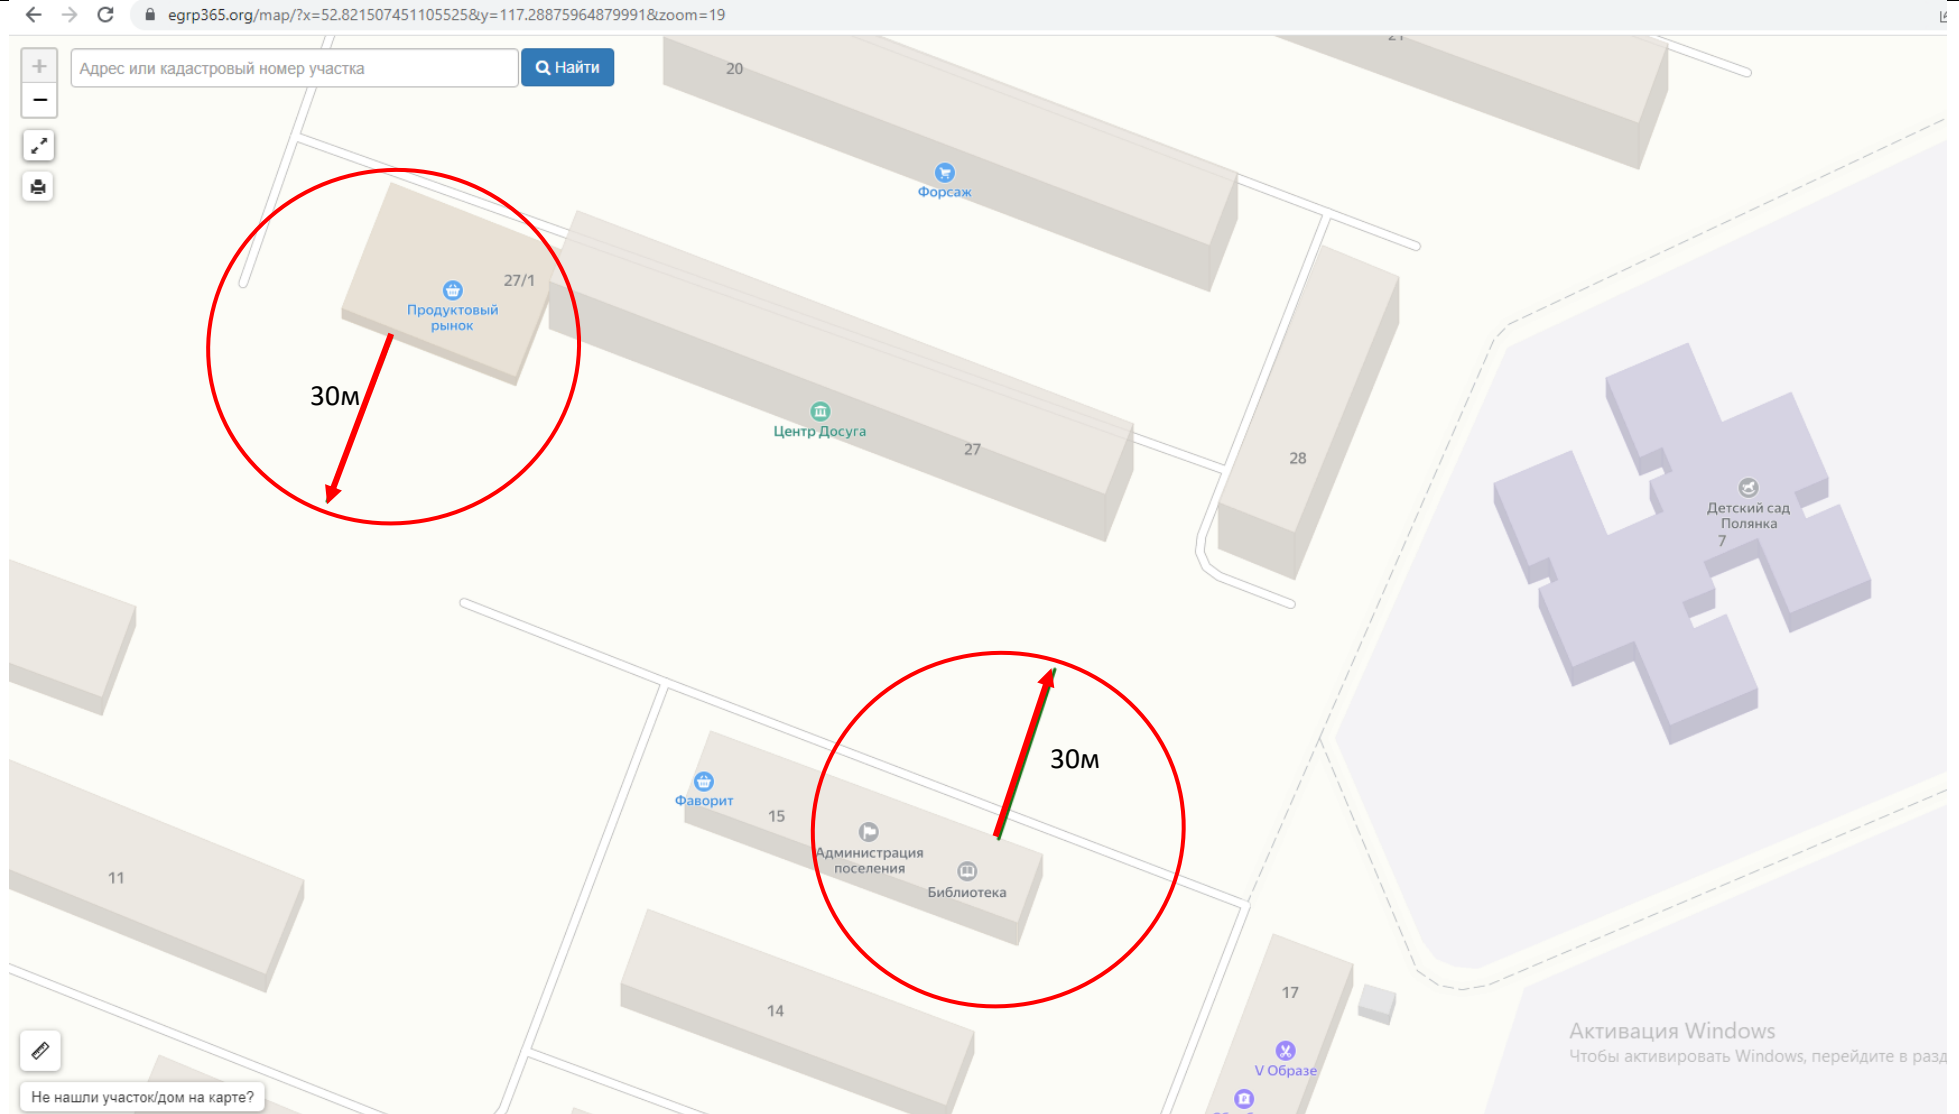 egrp365.org/map/?x=52.821507451105525&y=117.28875964879991&zoom=19
+
Адрес или кадастровый номер участка
Найти
−
20
21
Форсаж
27/1
Продуктовый
рынок
30м
Центр Досуга
27
28
Детский сад
Полянка
7
30м
Фаворит
15
Администрация
поселения
Библиотека
11
14
17
V Образе
Активация Windows
Чтобы активировать Windows, перейдите в разд
Не нашли участок/дом на карте?